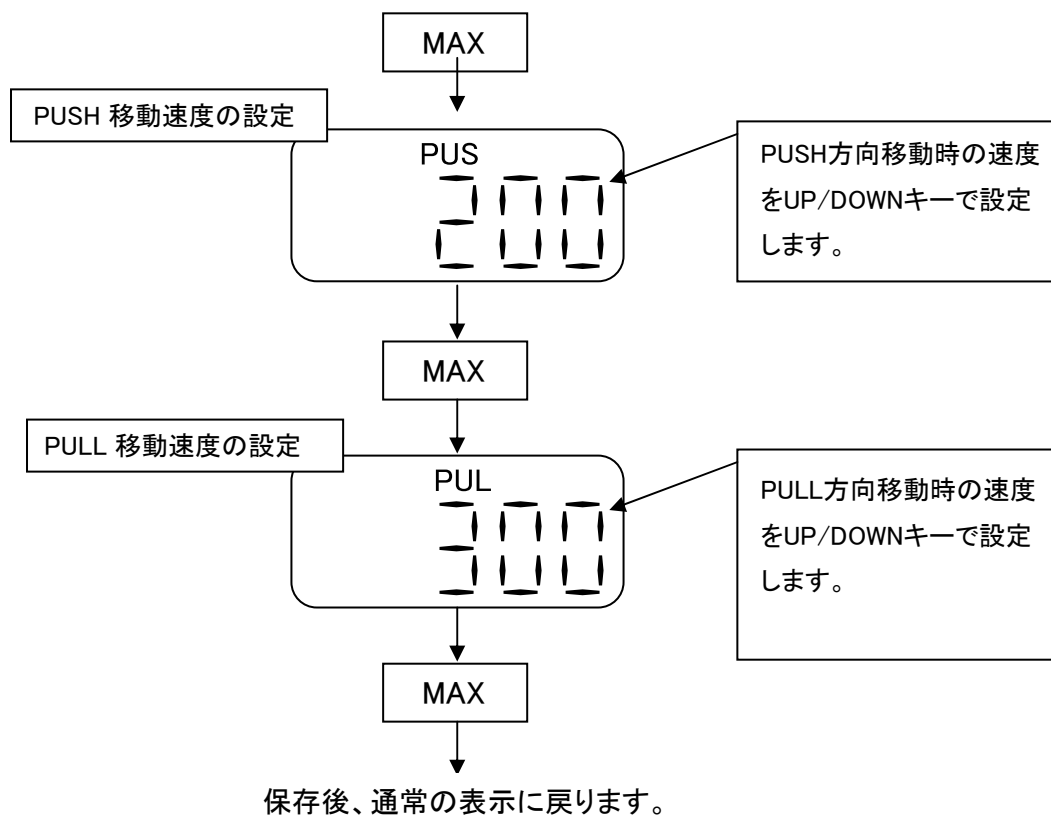 MAX
PUSH 移動速度の設定
PUS
200
PUSH方向移動時の速度
をUP/DOWNキーで設定
します。
MAX
PULL 移動速度の設定
PUL
300
PULL方向移動時の速度
をUP/DOWNキーで設定
します。
MAX
保存後、通常の表示に戻ります。